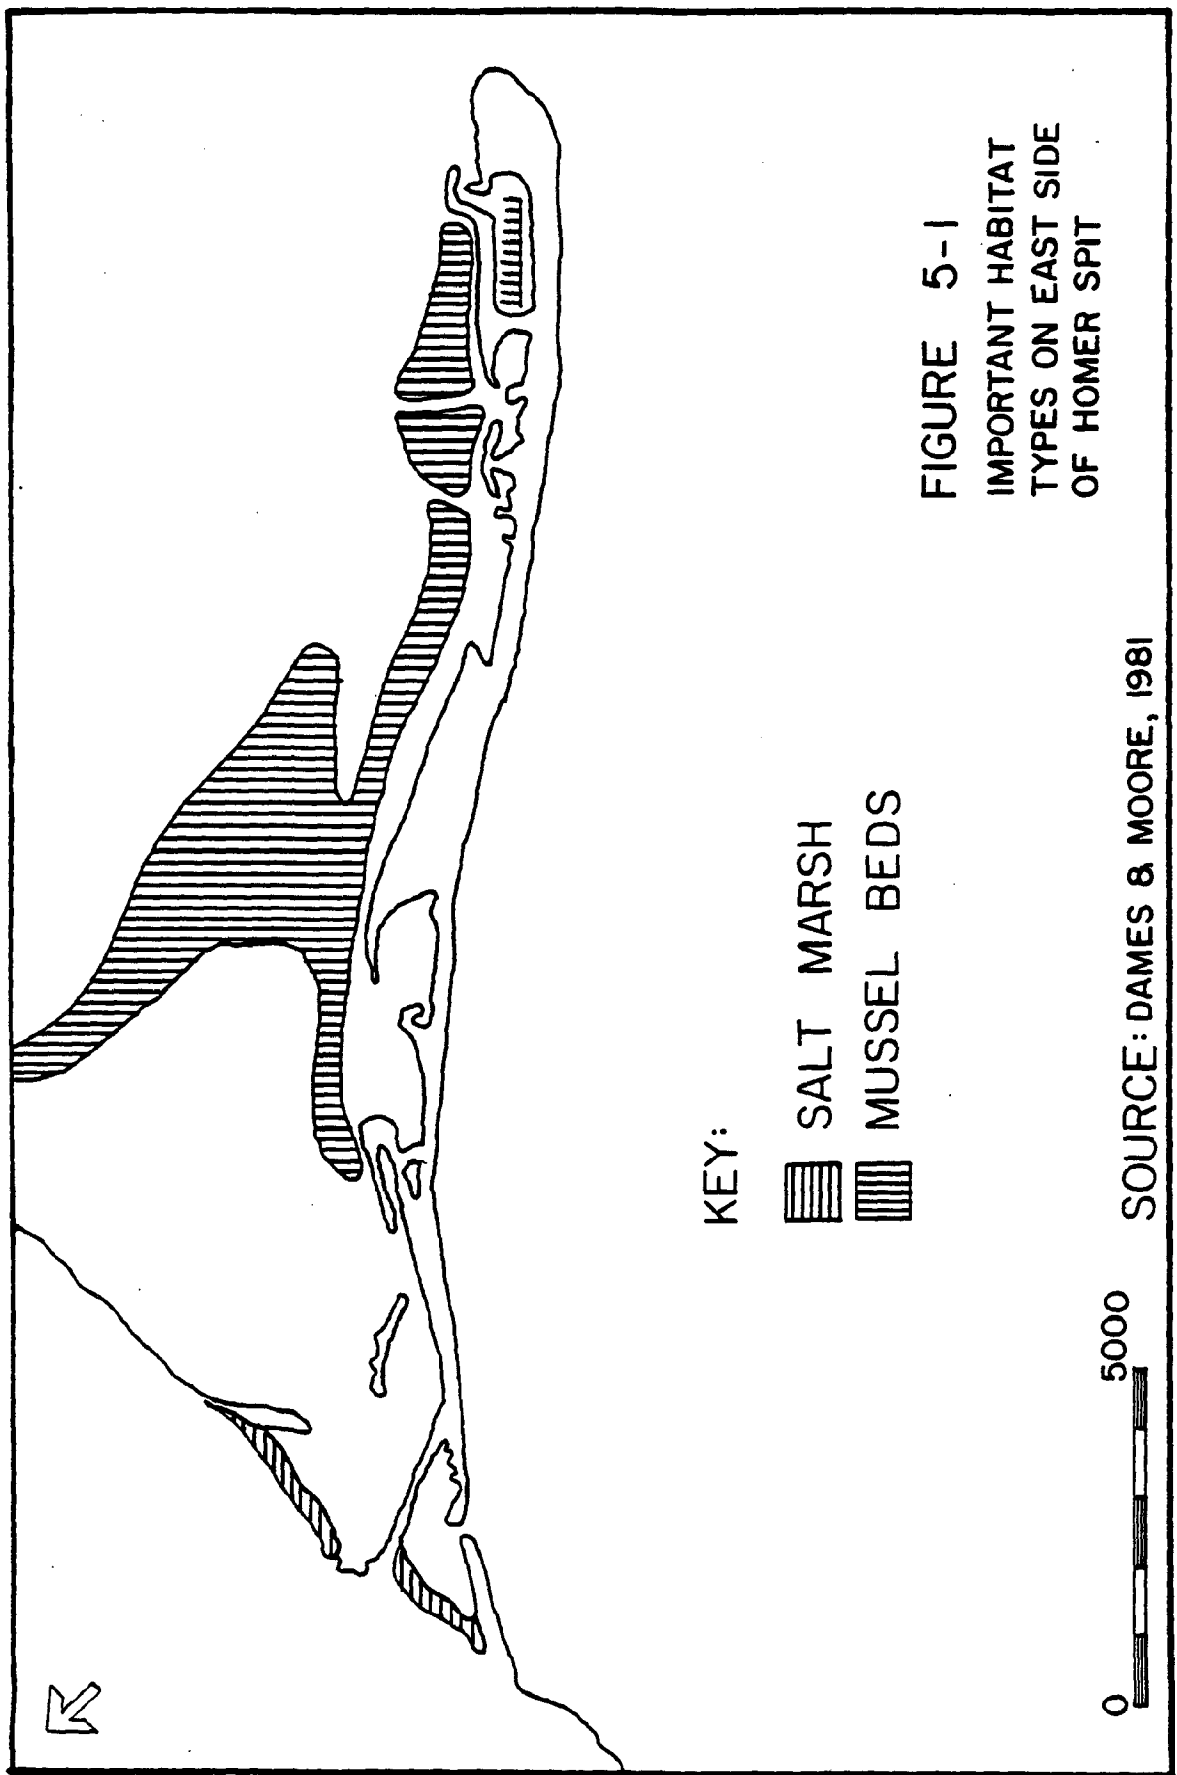 FIGURE 5-1
IMPORTANT HABITAT
TYPES ON EAST SIDE
OF HOMER SPIT
KEY:
SALT MARSH
MUSSEL BEDS
0 5000
SOURCE: DAMES & MOORE, 1981